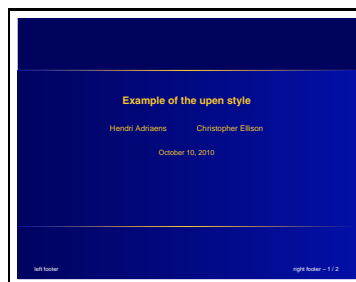 Example of the upen style
Hendri Adriaens Christopher Ellison
October 10, 2010
left footer right footer – 1 / 2